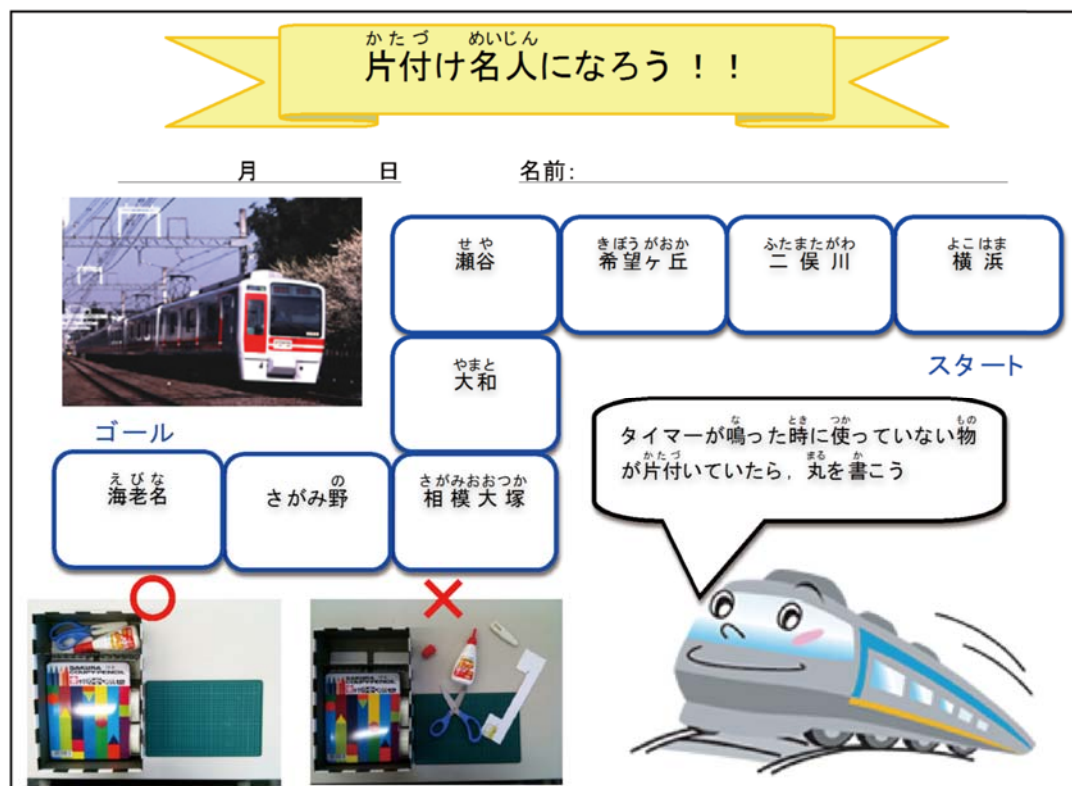 かたづ めいじん
片付け名人になろう！！
月 日 名前:
せや
瀬谷
きぼうがおか
希望ヶ丘
ふたまたがわ
二俣川
よこはま
横浜
スタート
やまと
大和
ゴール
えびな
海老名
の
さがみ野
さがみおおつか
相模大塚
な とき つか もの
タイマーが鳴った時に使っていない物
かたづ まる か
が片付いていたら，丸を書こう
SAKURA
COUPY-PENCIL
SAKURA
COUPY-PENCIL